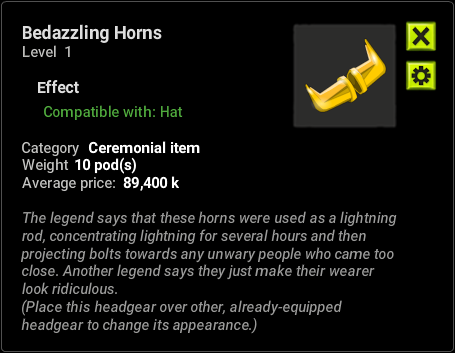 Bedazzling Horns
Level 1
Effect
Compatible with: Hat
Category Ceremonial item
Weight 10 pod(s)
Average price: 89,400 k
The legend says that these horns were used as a lightning
rod, concentrating lightning for several hours and then
projecting bolts towards any unwary people who came too
close. Another legend says they just make their wearer
look ridiculous.
(Place this headgear over other, already-equipped
headgear to change its appearance.)